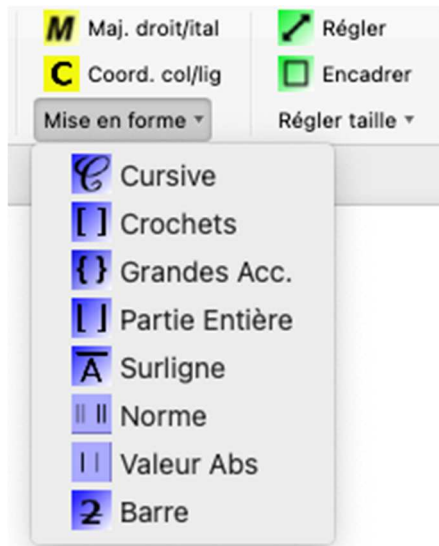 M Maj. droit/ital
Régler
C Coord. col/lig
Encadrer
Mise en forme
Régler taille
Cursive
Crochets
Grandes Acc.
Partie Entière
Surligne
Norme
Valeur Abs
Barre